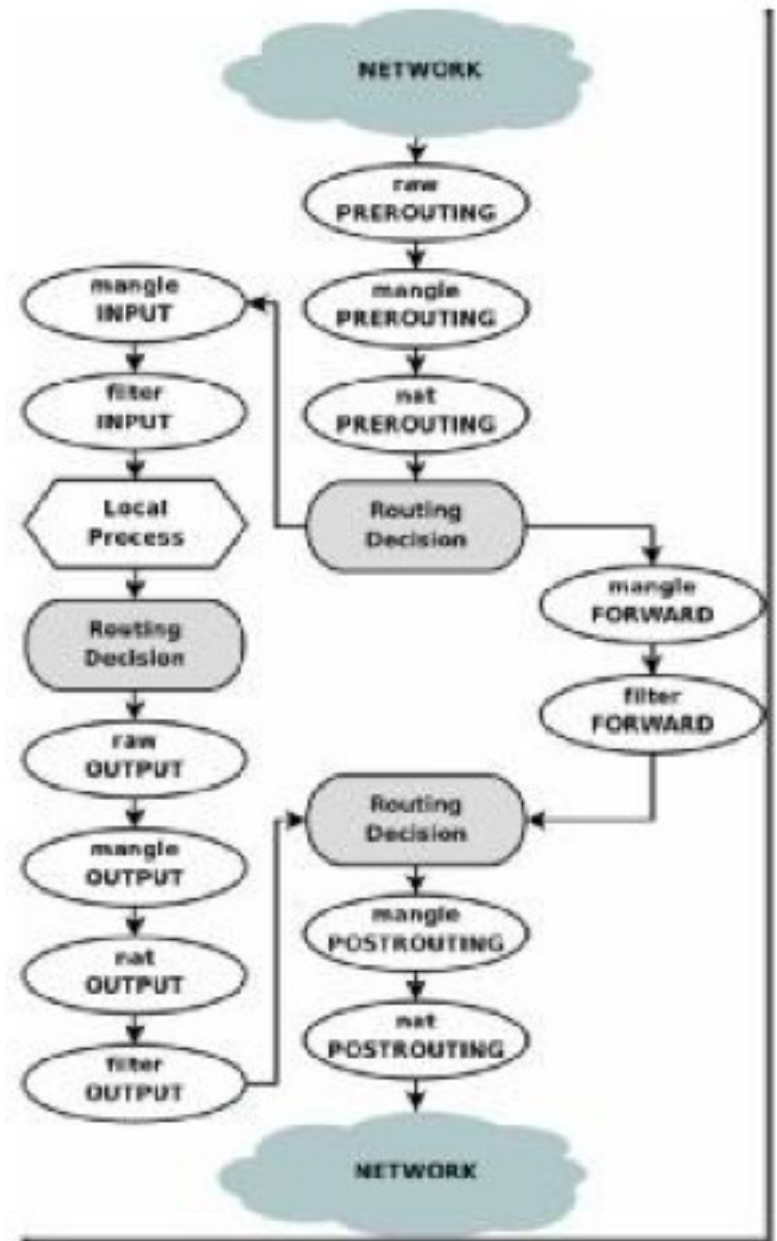 NETWORK
raw
PREROUTING
mangle
PREROUTING
nat
PREROUTING
Routing
Decision
mangle
INPUT
filter
INPUT
Local
Process
Routing
Decision
raw
OUTPUT
mangle
OUTPUT
nat
OUTPUT
filter
OUTPUT
mangle
FORWARD
filter
FORWARD
Routing
Decision
mangle
POSTROUTING
nat
POSTROUTING
NETWORK